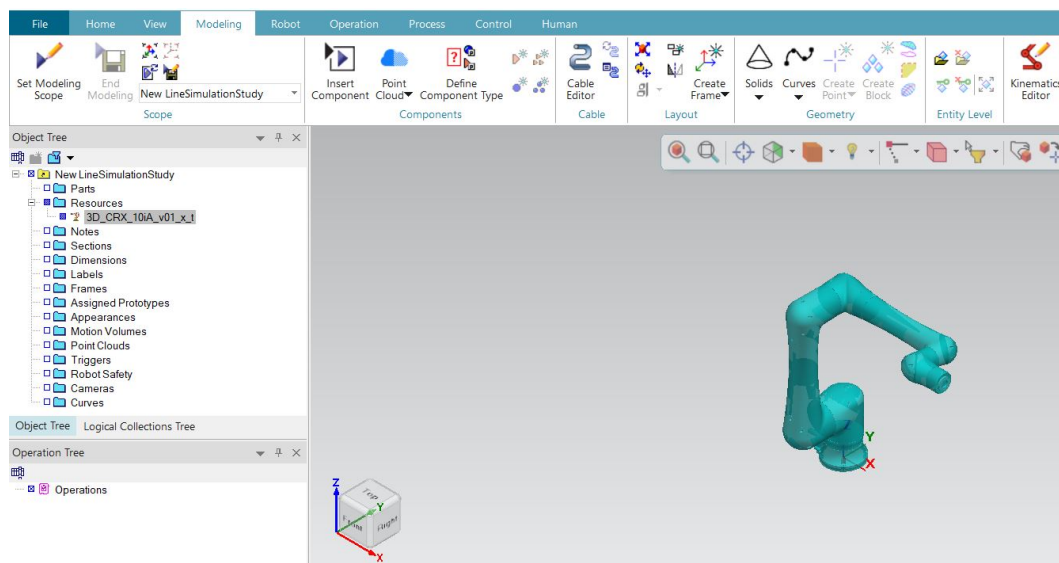 File Home View Modeling Robot Operation Process Control Human
Set Modeling Scope
End Modeling
New LineSimulationStudy
Scope
Insert Component
Point Cloud
Define Component Type
Components
Cable Editor
Cable
Create Frame
Layout
Solids
Curves
Create Point
Create Block
Geometry
Entity Level
Kinematics Editor
Object Tree
New LineSimulationStudy
Parts
Resources
3D_CRX_10iA_v01_x_t
Notes
Sections
Dimensions
Labels
Frames
Assigned Prototypes
Appearances
Motion Volumes
Point Clouds
Triggers
Robot Safety
Cameras
Curves
Object Tree Logical Collections Tree
Operation Tree
Operations
Y
X
Z
Y
X
Top
Front
Right